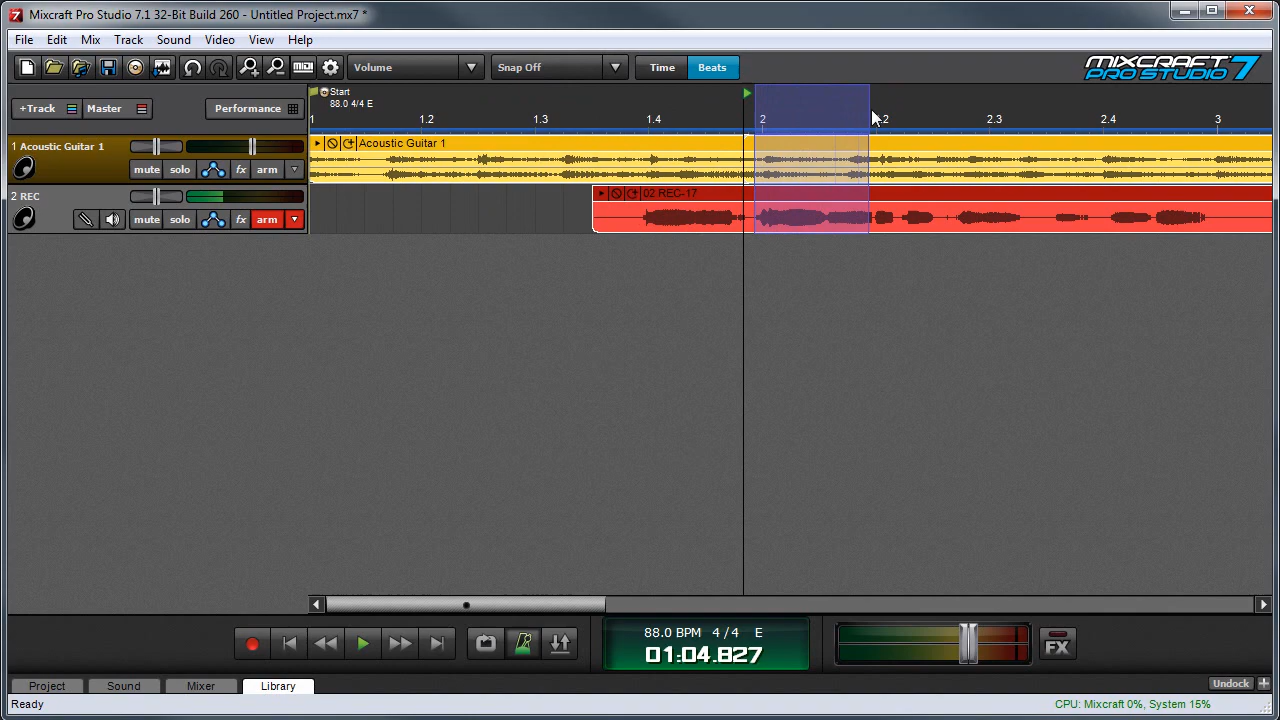 Mixcraft Pro Studio 7.1 32-Bit Build 260 - Untitled Project.mx7 *
File Edit Mix Track Sound Video View Help
Volume Snap Off Time Beats MIXCRAFT PRO STUDIO 7
+Track Master Performance
Start
88.0 4/4 E
1 1.2 1.3 1.4 2 2.2 2.3 2.4 3
1 Acoustic Guitar 1 Acoustic Guitar 1
mute solo fx arm
2 REC 02 REC-17
mute solo fx arm
88.0 BPM 4 / 4 E
01:04.827
FX
Project Sound Mixer Library Undock
Ready CPU: Mixcraft 0%, System 15%